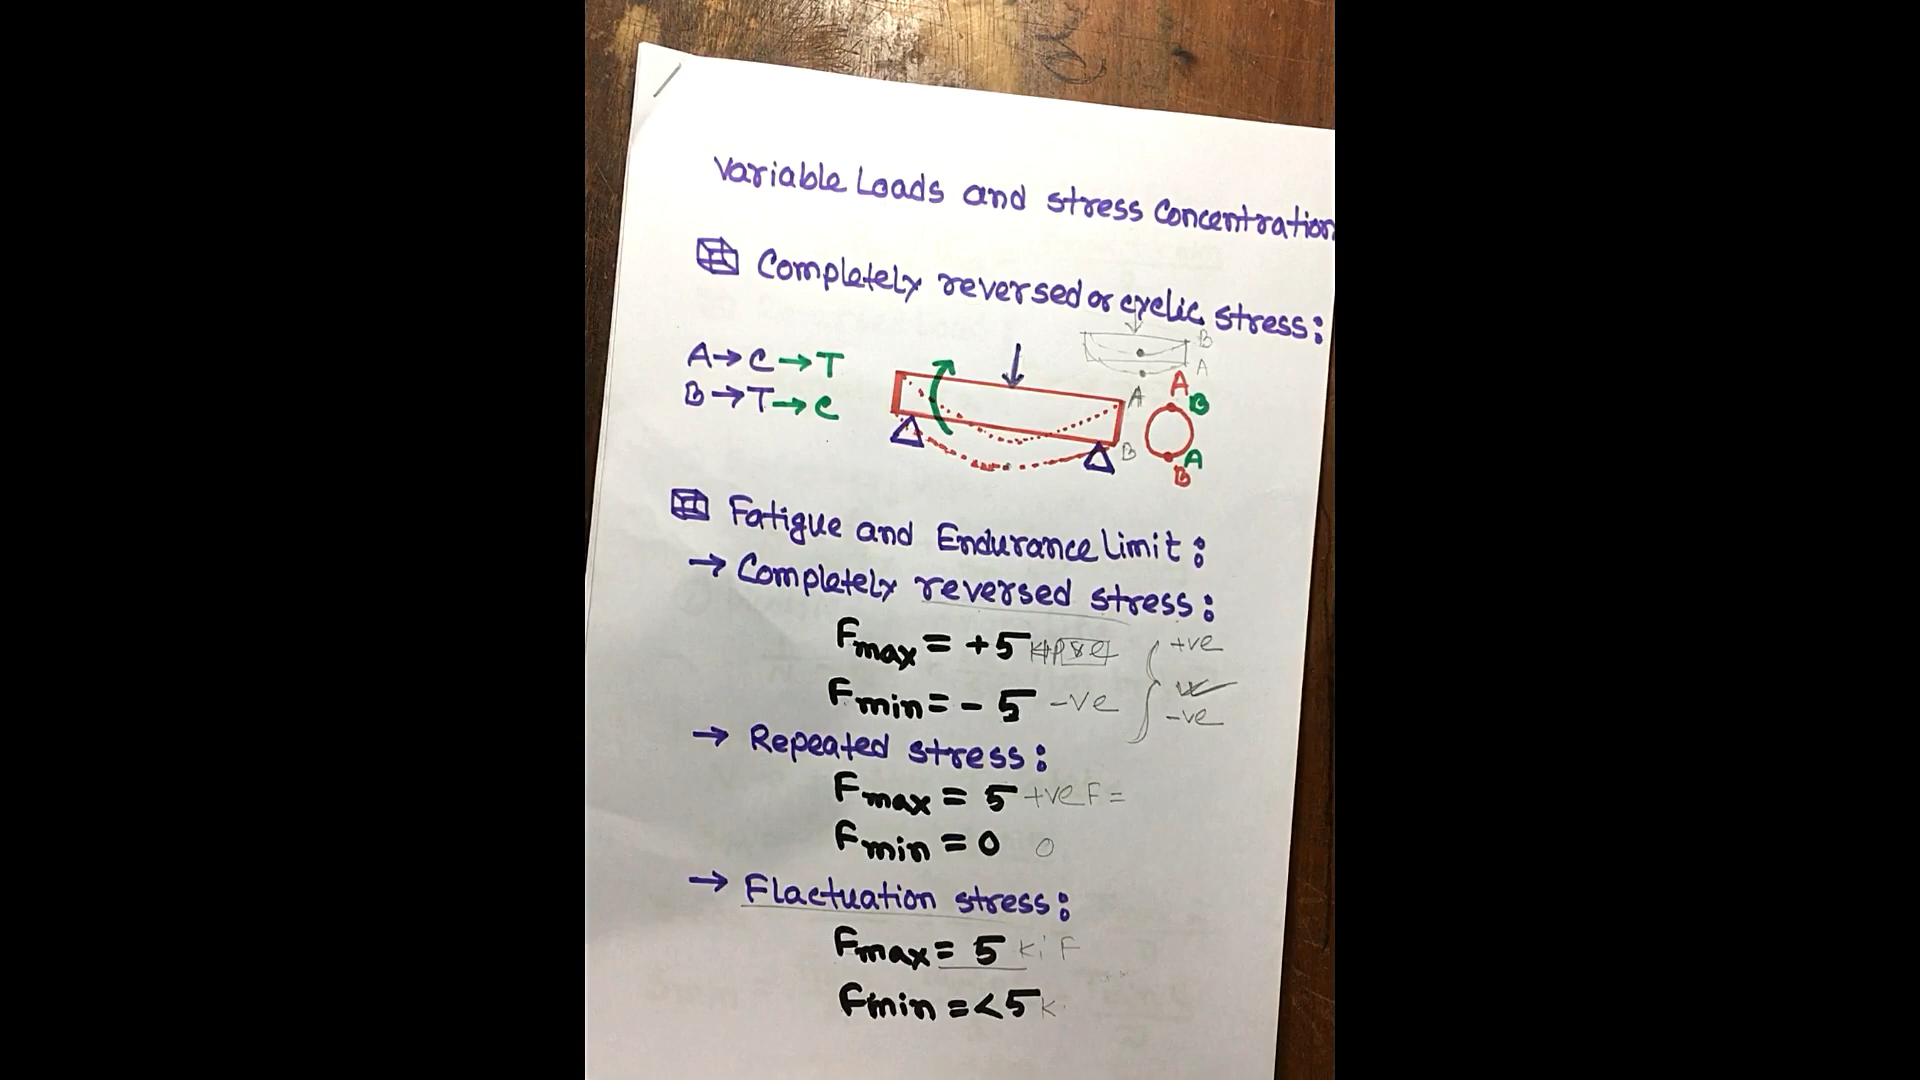 Variable Loads and stress Concentration
Completely reversed or cyclic stress:
A→C→T
B→T→C
B
A
A
B
A
B
A
B
Fatigue and Endurance Limit:
→ Completely reversed stress:
Fmax = +5
+ve
Fmin = - 5 -ve
-ve
→ Repeated stress:
Fmax = 5 +ve F =
Fmin = 0 0
→ Flactuation stress:
Fmax = 5 Ki F
Fmin = <5 K